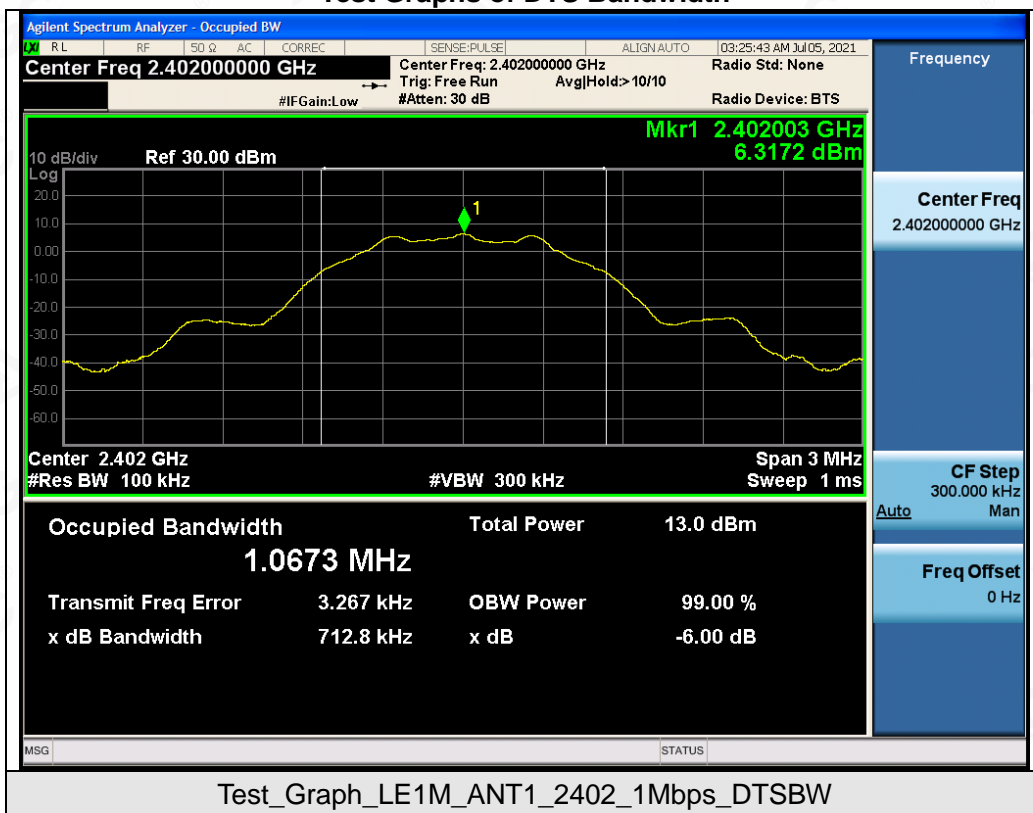 Test Graphs of DTS Bandwidth
Agilent Spectrum Analyzer - Occupied BW
LXI RL RF 50 Ω AC CORREC SENSE:PULSE ALIGN AUTO 03:25:43 AM Jul 05, 2021
Center Freq 2.402000000 GHz Center Freq: 2.402000000 GHz Radio Std: None Frequency
Trig: Free Run Avg|Hold:> 10/10
#IFGain:Low #Atten: 30 dB Radio Device: BTS
Mkr1 2.402003 GHz
10 dB/div Ref 30.00 dBm 6.3172 dBm
Log
20.0
10.0
0.00
-10.0
-20.0
-30.0
-40.0
-50.0
-60.0
1
Center 2.402 GHz Span 3 MHz
#Res BW 100 kHz #VBW 300 kHz Sweep 1 ms
Occupied Bandwidth Total Power 13.0 dBm
1.0673 MHz
Transmit Freq Error 3.267 kHz OBW Power 99.00 %
x dB Bandwidth 712.8 kHz x dB -6.00 dB
Center Freq
2.402000000 GHz
CF Step
300.000 kHz
Auto Man
Freq Offset
0 Hz
MSG STATUS
Test_Graph_LE1M_ANT1_2402_1Mbps_DTSBW